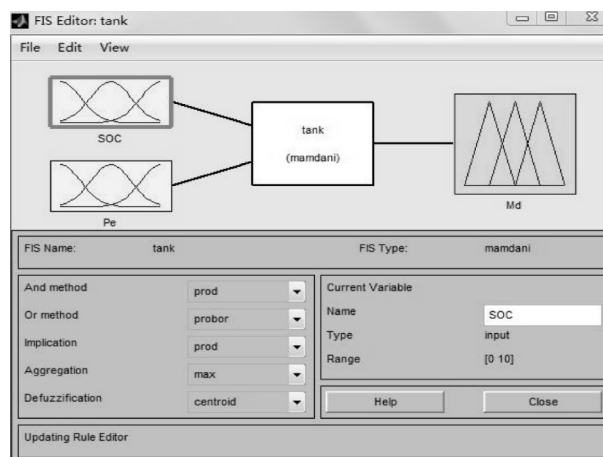 FIS Editor: tank
File Edit View
SOC
Pe
tank
(mamdani)
Md
FIS Name: tank FIS Type: mamdani
And method prod
Or method probor
Implication prod
Aggregation max
Defuzzification centroid
Current Variable
Name SOC
Type input
Range [0 10]
Help Close
Updating Rule Editor